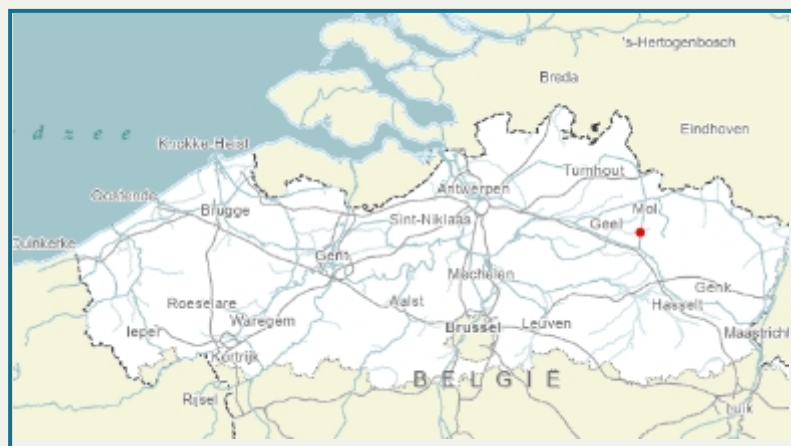 's-Hertogenbosch
Breda
d z e e
Eindhoven
Knokke-Heist
Turnhout
Oostende
Antwerpen
Mol
Brugge
Sint-Niklaas
Geel
Duinkerke
Gent
Mechelen
Genk
Roeselare
Aalst
Hasselt
Ieper
Waregem
Brussel
Leuven
Maastricht
Kortrijk
BELGIË
Rijsel
Luik